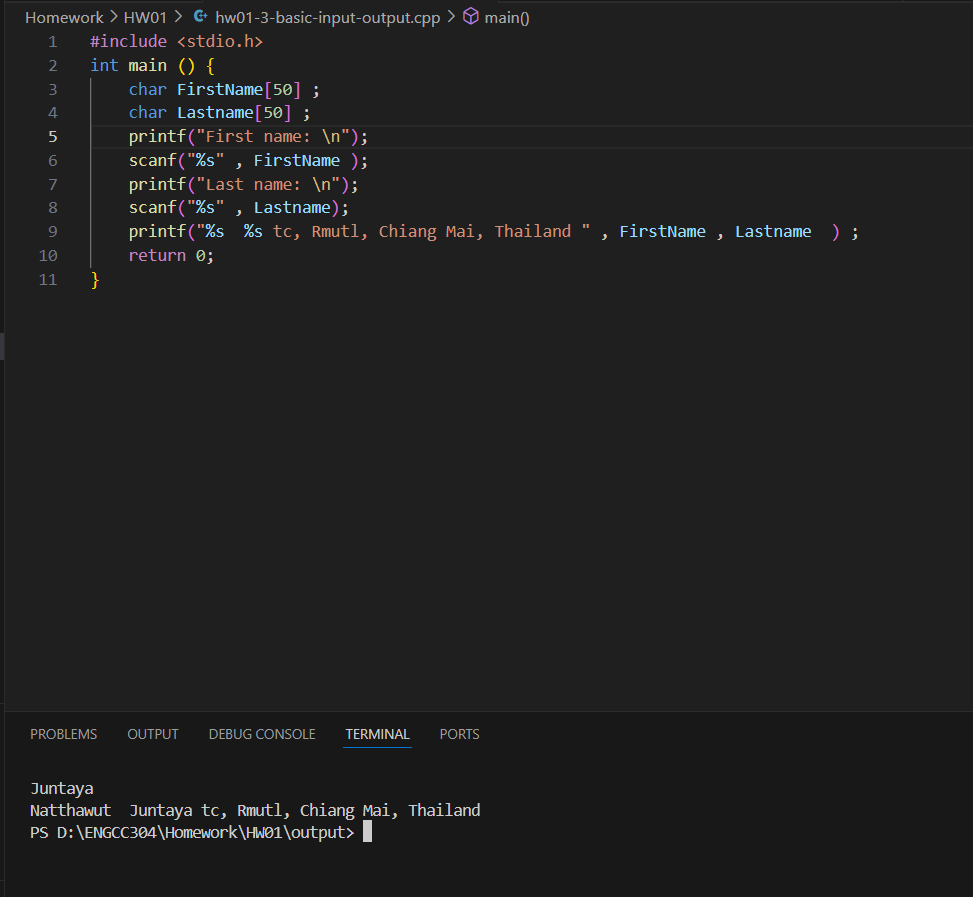 Homework > HW01 > hw01-3-basic-input-output.cpp > main()
1 #include <stdio.h>
2 int main () {
3 char FirstName[50] ;
4 char Lastname[50] ;
5 printf("First name: \n");
6 scanf("%s" , FirstName );
7 printf("Last name: \n");
8 scanf("%s" , Lastname);
9 printf("%s  %s tc, Rmutl, Chiang Mai, Thailand " , FirstName , Lastname  ) ;
10 return 0;
11 }
PROBLEMS OUTPUT DEBUG CONSOLE TERMINAL PORTS
Juntaya
Natthawut  Juntaya tc, Rmutl, Chiang Mai, Thailand
PS D:\ENGCC304\Homework\HW01\output>